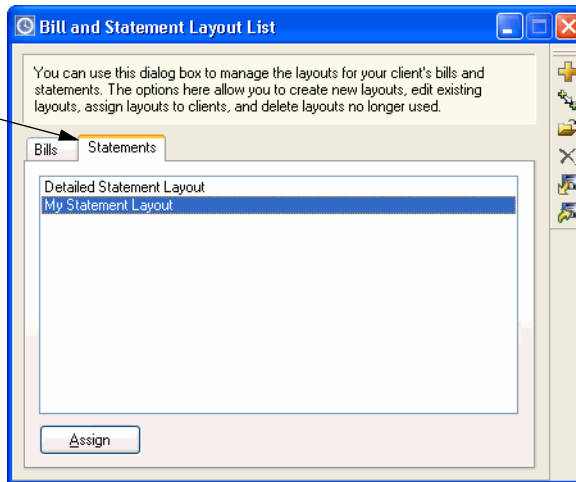 Bill and Statement Layout List
You can use this dialog box to manage the layouts for your client's bills and
statements. The options here allow you to create new layouts, edit existing
layouts, assign layouts to clients, and delete layouts no longer used.
Bills Statements
Detailed Statement Layout
My Statement Layout
Assign